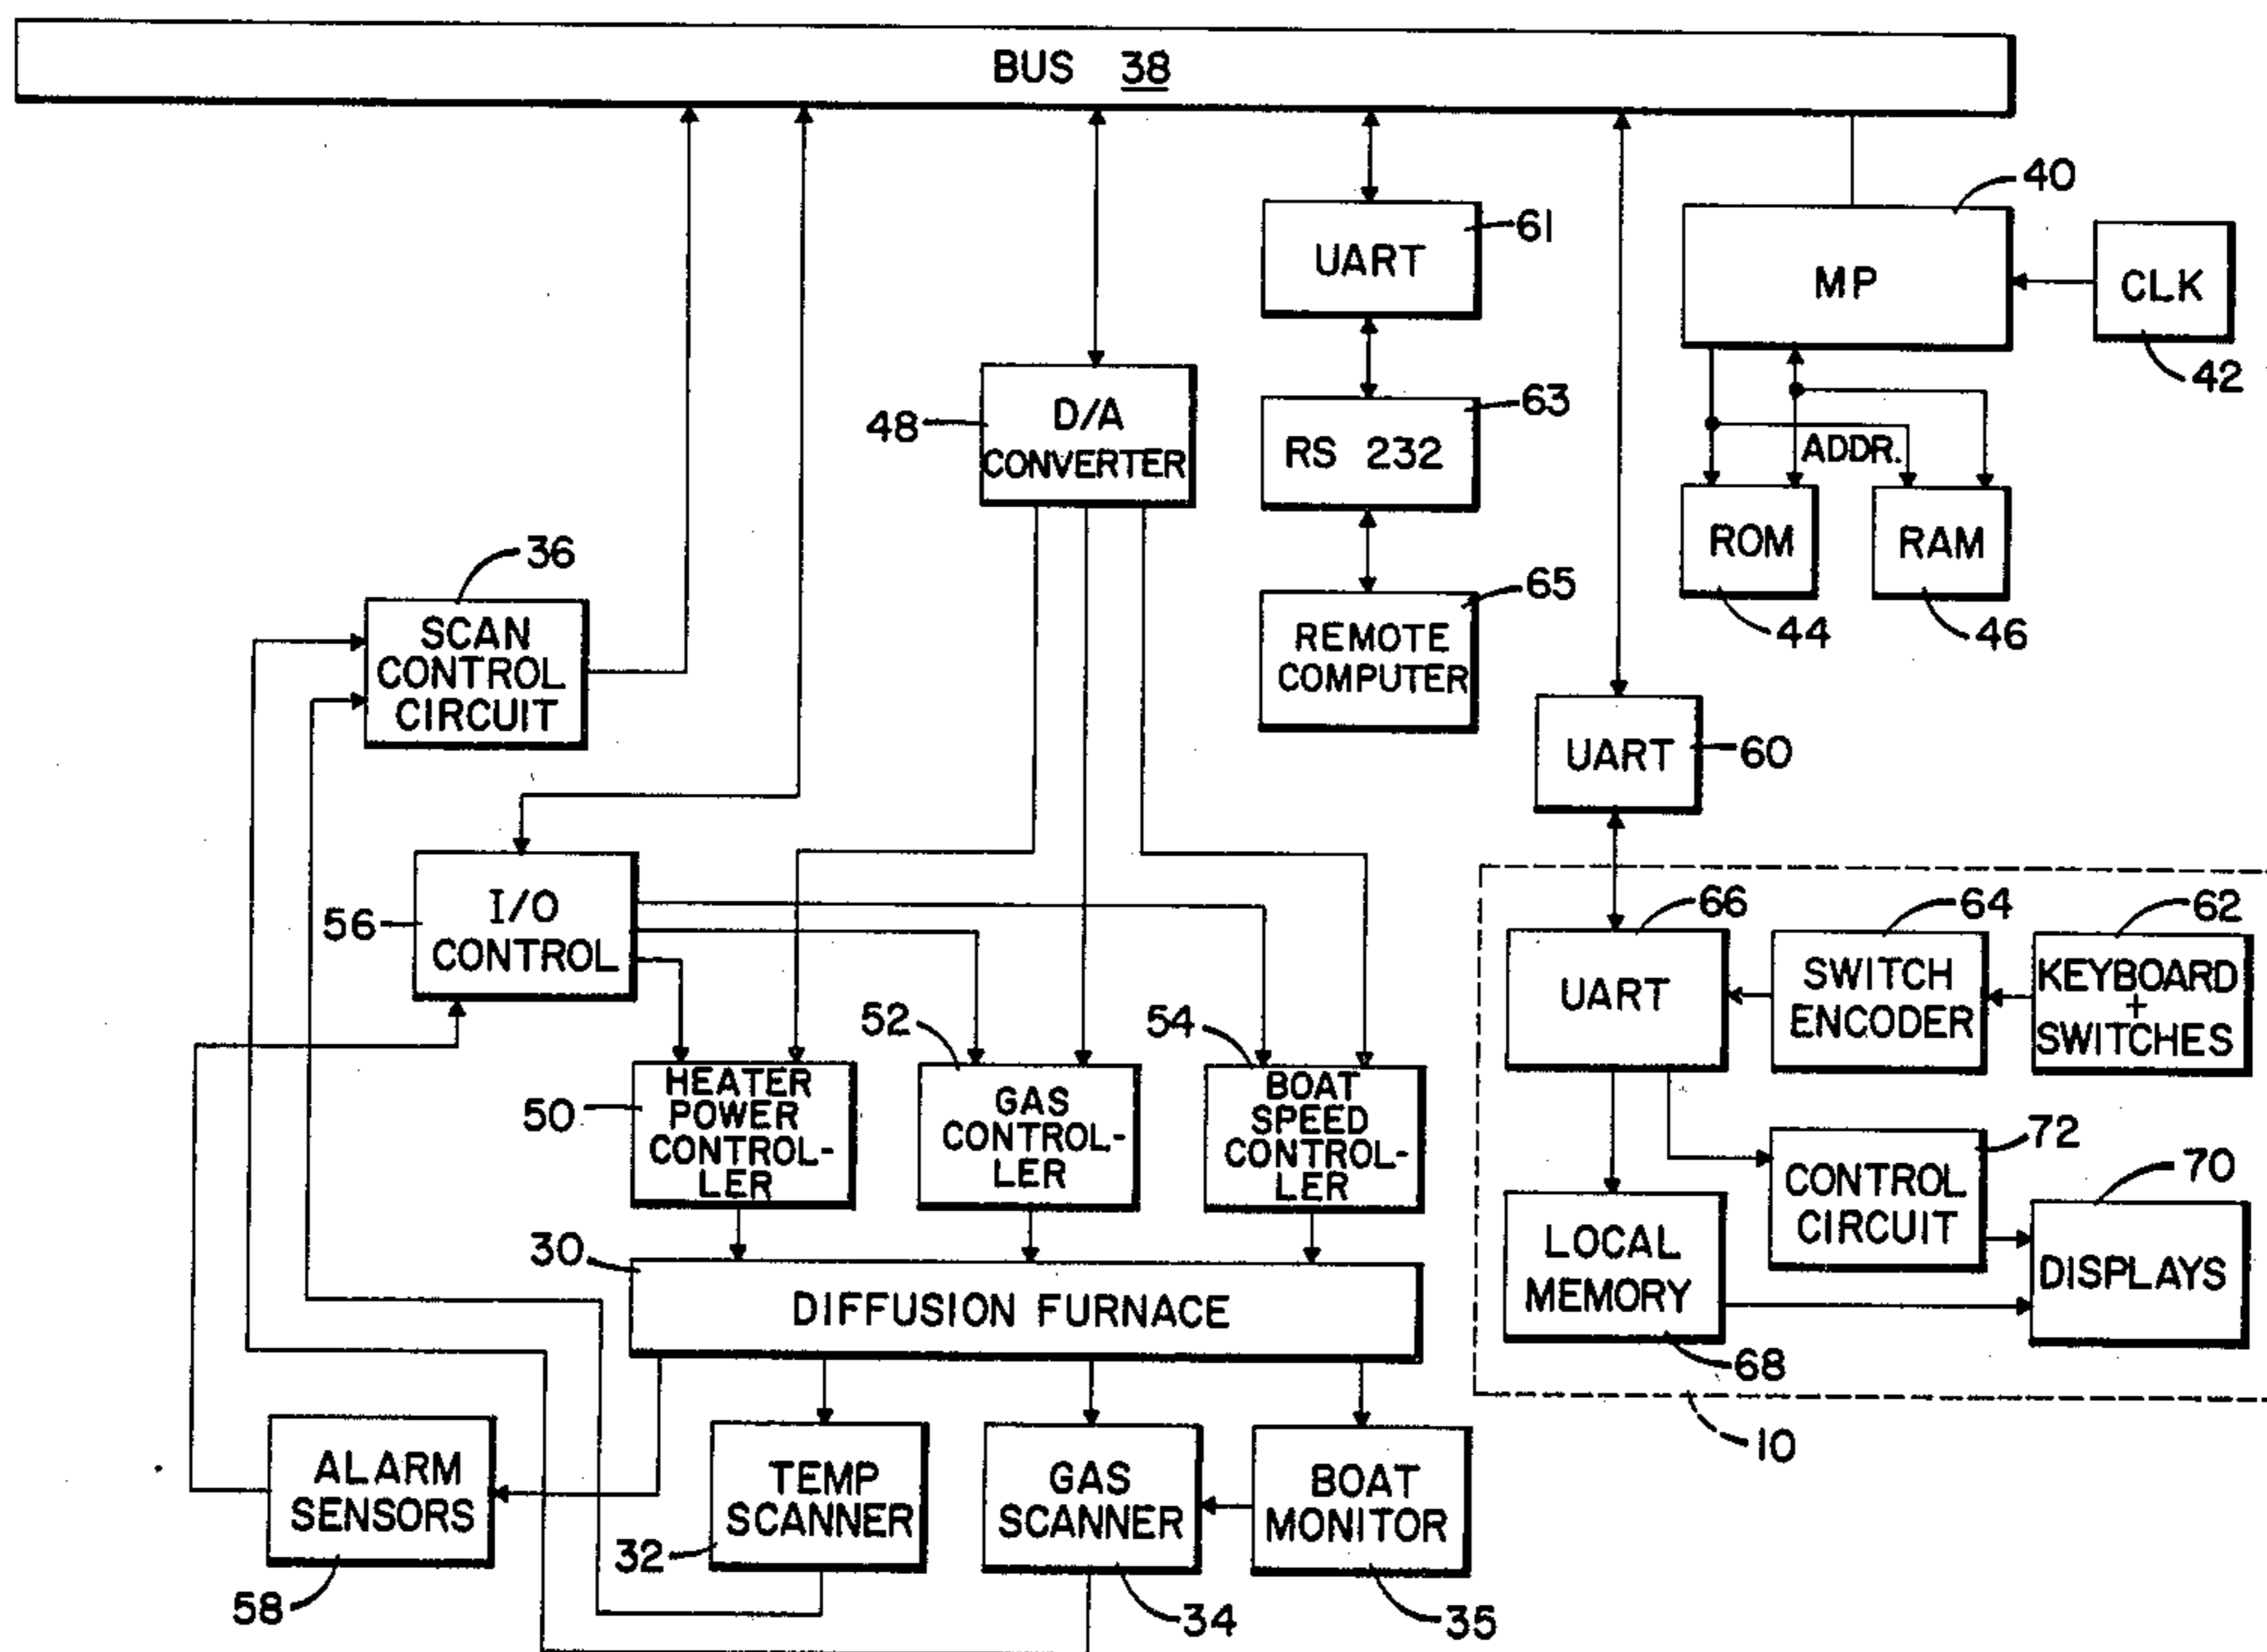 BUS 38
40
61
UART
MP
CLK
42
D/A
CONVERTER
48
63
RS 232
ADDR.
ROM
RAM
44
46
36
SCAN
CONTROL
CIRCUIT
65
REMOTE
COMPUTER
UART
60
I/O
CONTROL
56
66
64
62
UART
SWITCH
ENCODER
KEYBOARD
+
SWITCHES
52
54
50
HEATER
POWER
CONTROL-
LER
GAS
CONTROL-
LER
BOAT
SPEED
CONTROL-
LER
72
CONTROL
CIRCUIT
70
DISPLAYS
LOCAL
MEMORY
68
30
DIFFUSION FURNACE
10
ALARM
SENSORS
58
TEMP
SCANNER
32
GAS
SCANNER
34
BOAT
MONITOR
35